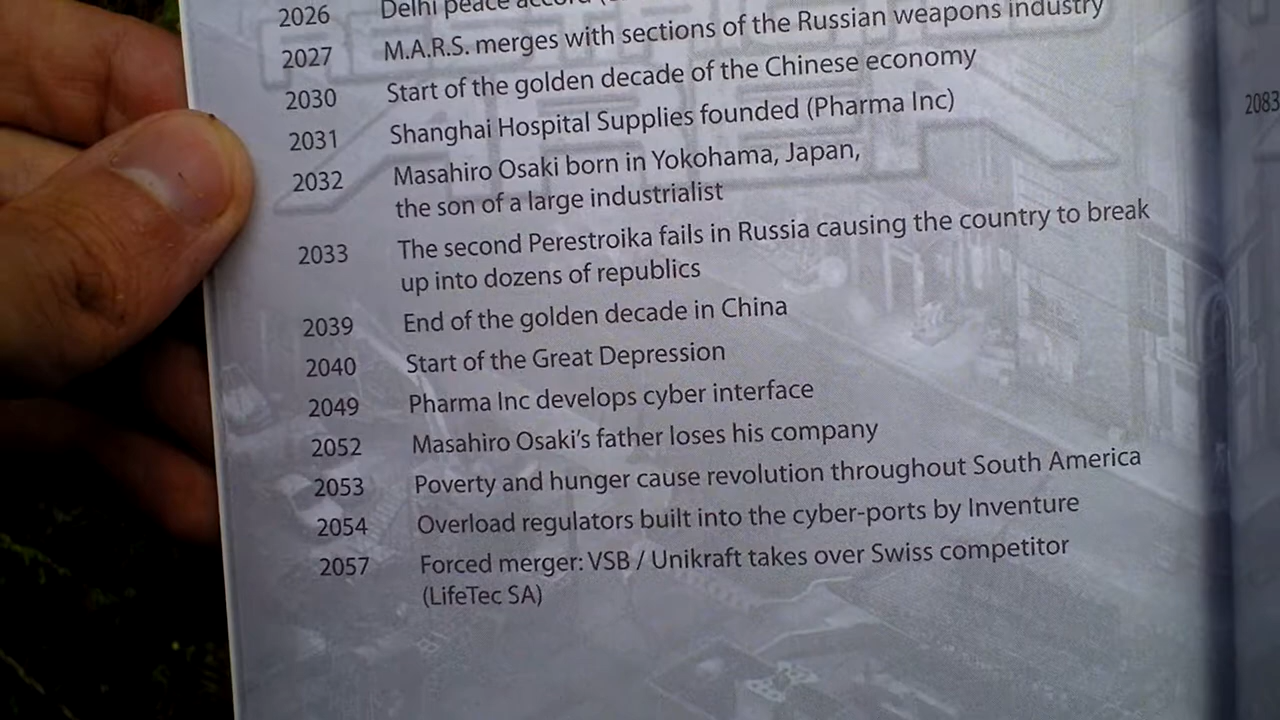 2026 Delhi peace accord
2027 M.A.R.S. merges with sections of the Russian weapons industry
2030 Start of the golden decade of the Chinese economy
2031 Shanghai Hospital Supplies founded (Pharma Inc)
2032 Masahiro Osaki born in Yokohama, Japan,
the son of a large industrialist
2033 The second Perestroika fails in Russia causing the country to break
up into dozens of republics
2039 End of the golden decade in China
2040 Start of the Great Depression
2049 Pharma Inc develops cyber interface
2052 Masahiro Osaki's father loses his company
2053 Poverty and hunger cause revolution throughout South America
2054 Overload regulators built into the cyber-ports by Inventure
2057 Forced merger: VSB / Unikraft takes over Swiss competitor
(LifeTec SA)
2083